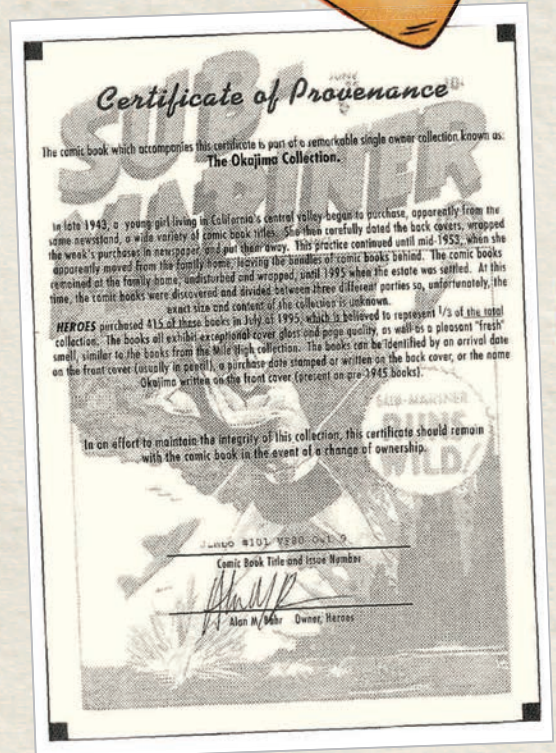 SUB-MARINER
JUNE
10¢
Certificate of Provenance
The comic book which accompanies this certificate is part of a remarkable single owner collection known as:
The Okajima Collection.
In late 1943, a young girl living in California's central valley began to purchase, apparently from the
same newsstand, a wide variety of comic book titles. She then carefully dated the back covers, wrapped
the week's purchases in newspaper, and put them away. This practice continued until mid-1953, when she
apparently moved from the family home, leaving the bundles of comic books behind. The comic books
remained at the family home, undisturbed and wrapped, until 1995 when the estate was settled. At this
time, the comic books were discovered and divided between three different parties so, unfortunately, the
exact size and content of the collection is unknown.
HEROES purchased 415 of these books in July of 1995, which is believed to represent 1/3 of the total
collection. The books all exhibit exceptional cover gloss and page quality, as well as a pleasant "fresh"
smell, similar to the books from the Mile High collection. The books can be identified by an arrival date
on the front cover (usually in pencil), a purchase date stamped or written on the back cover, or the name
Okajima written on the front cover (present on pre-1945 books).
SUB-MARINER
RUNS
WILD!
In an effort to maintain the integrity of this collection, this certificate should remain
with the comic book in the event of a change of ownership.
#101
Comic Book Title and Issue Number
Alan M. Bahr Owner, Heroes